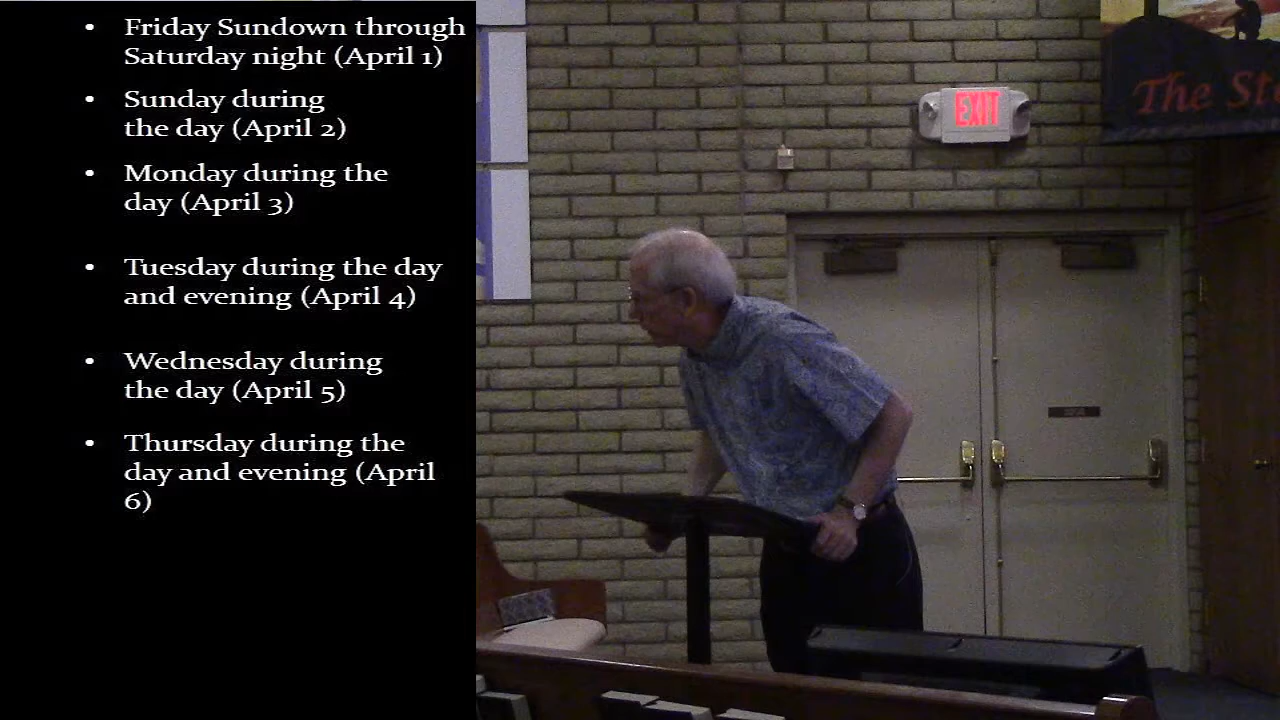 • Friday Sundown through
Saturday night (April 1)
• Sunday during
the day (April 2)
• Monday during the
day (April 3)
• Tuesday during the day
and evening (April 4)
• Wednesday during
the day (April 5)
• Thursday during the
day and evening (April
6)
EXIT
The